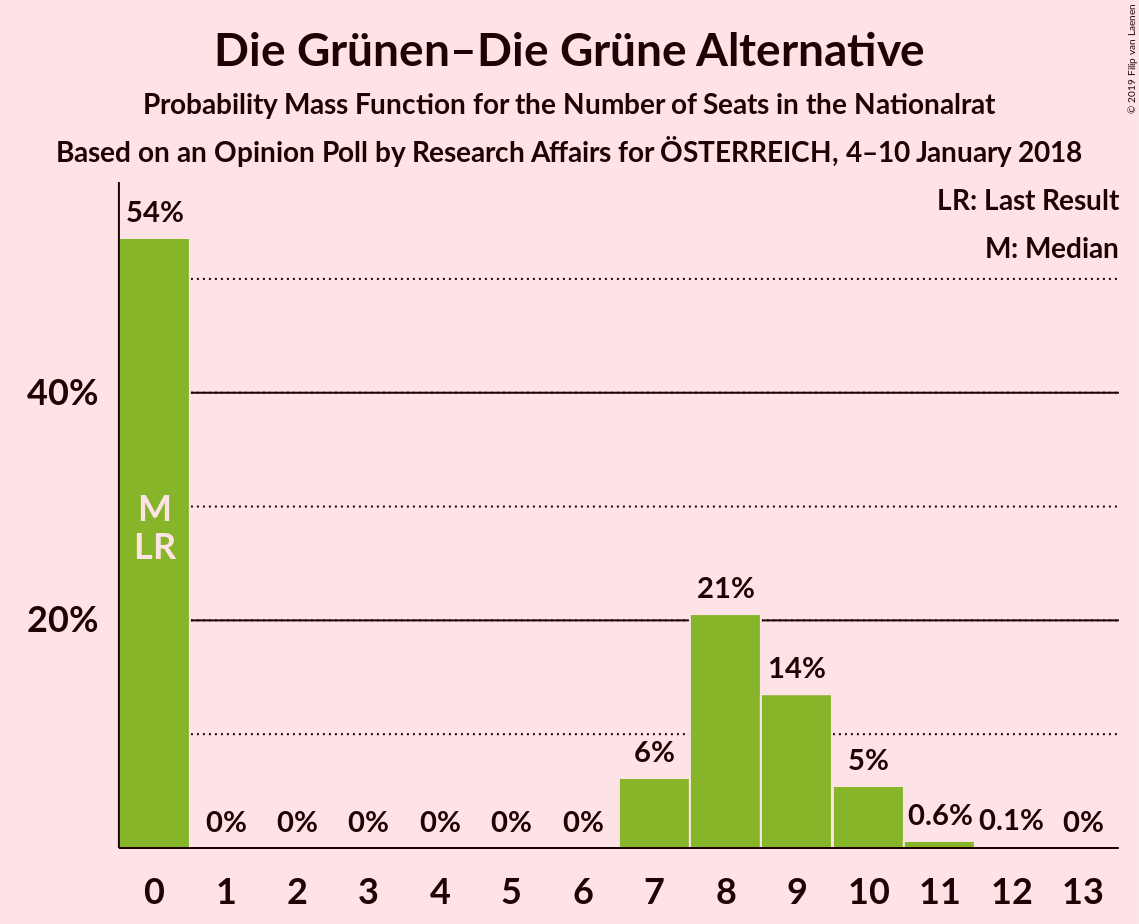 Die Grünen–Die Grüne Alternative
Probability Mass Function for the Number of Seats in the Nationalrat
Based on an Opinion Poll by Research Affairs for ÖSTERREICH, 4–10 January 2018
© 2019 Filip van Laenen
LR: Last Result
M: Median
54%
40%
M
LR
21%
20%
14%
6%
5%
0% 0% 0% 0% 0% 0% 0.6% 0.1% 0%
0 1 2 3 4 5 6 7 8 9 10 11 12 13